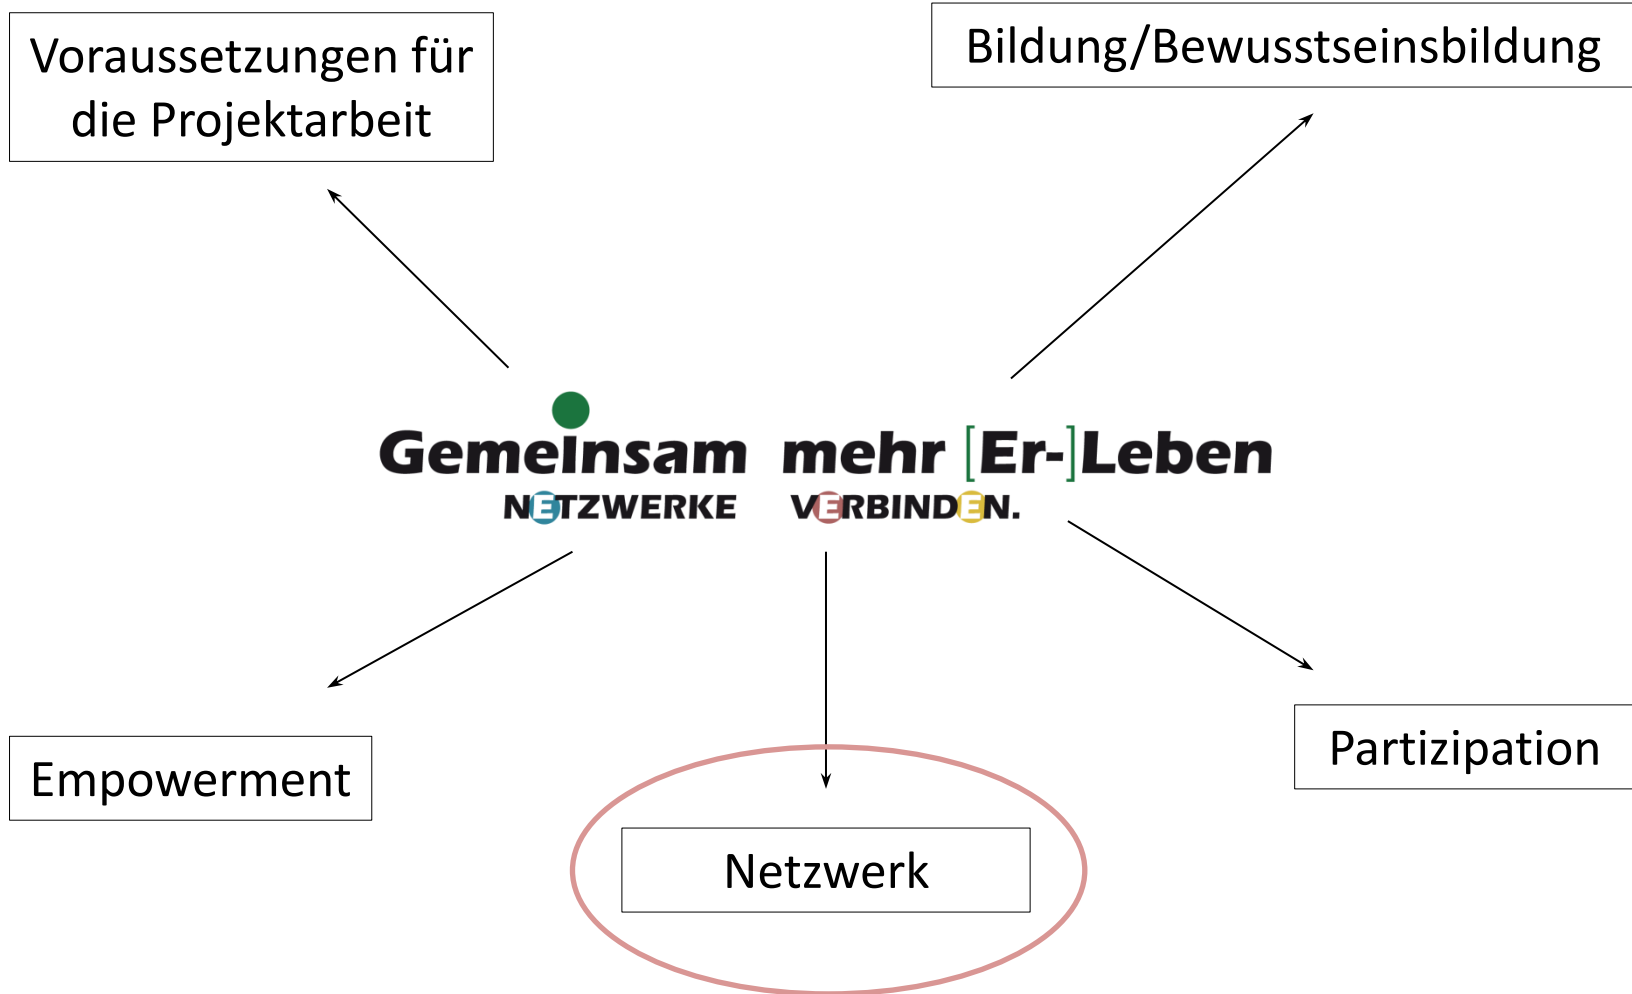 Voraussetzungen für
die Projektarbeit
Bildung/Bewusstseinsbildung
Gemeinsam mehr [Er-]Leben
NETZWERKE VERBINDEN.
Empowerment
Netzwerk
Partizipation